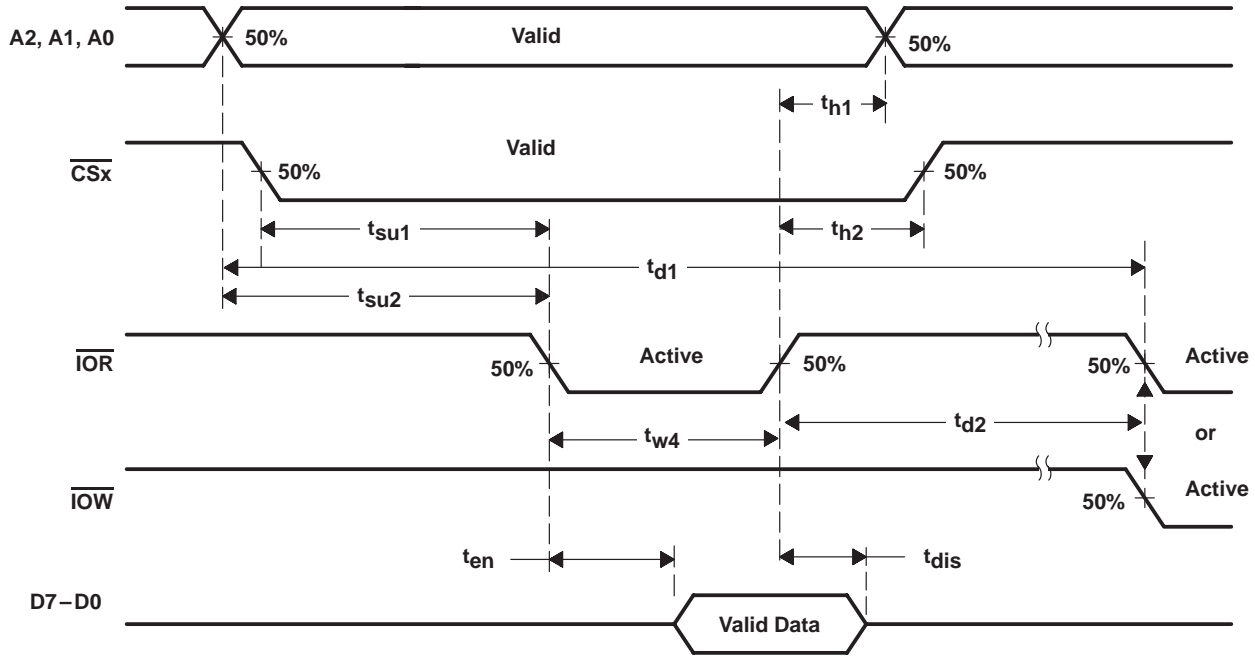 A2, A1, A0
50%
Valid
50%
th1
CSx
50%
Valid
50%
tsu1
th2
td1
tsu2
IOR
50%
Active
50%
50%
Active
tw4
td2
or
IOW
50%
Active
ten
tdis
D7–D0
Valid Data